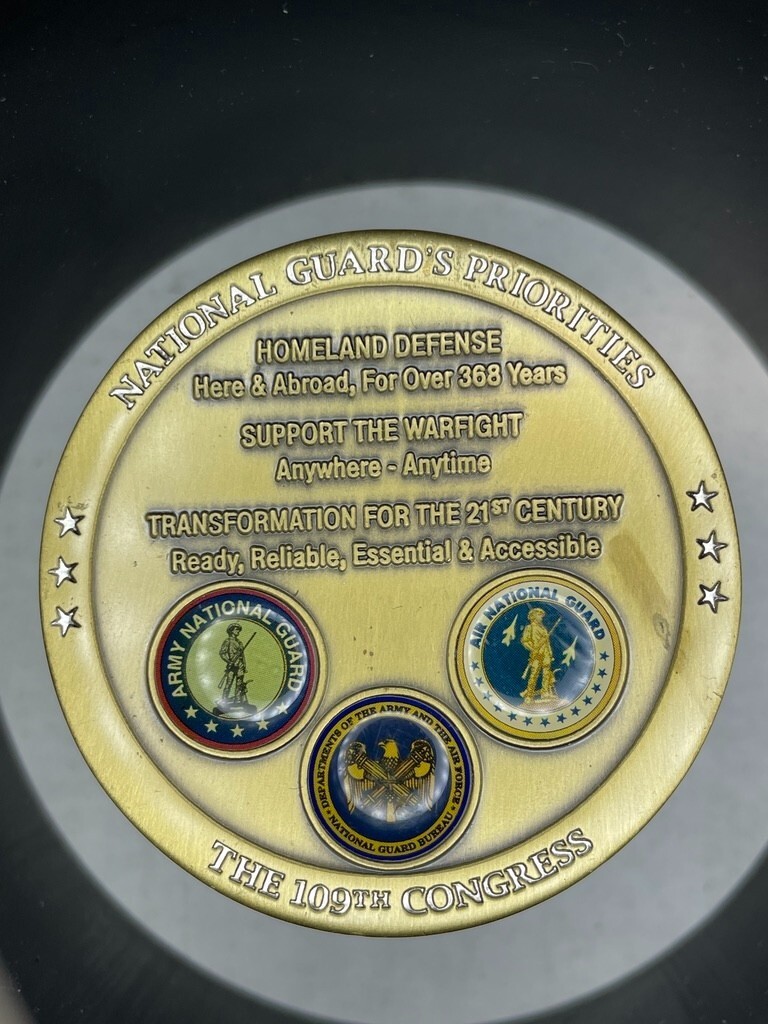 NATIONAL GUARD'S PRIORITIES
HOMELAND DEFENSE
Here & Abroad, For Over 368 Years
SUPPORT THE WARFIGHT
Anywhere - Anytime
TRANSFORMATION FOR THE 21ST CENTURY
Ready, Reliable, Essential & Accessible
ARMY NATIONAL GUARD
AIR NATIONAL GUARD
DEPARTMENTS OF THE ARMY AND THE AIR FORCE
NATIONAL GUARD BUREAU
THE 109TH CONGRESS